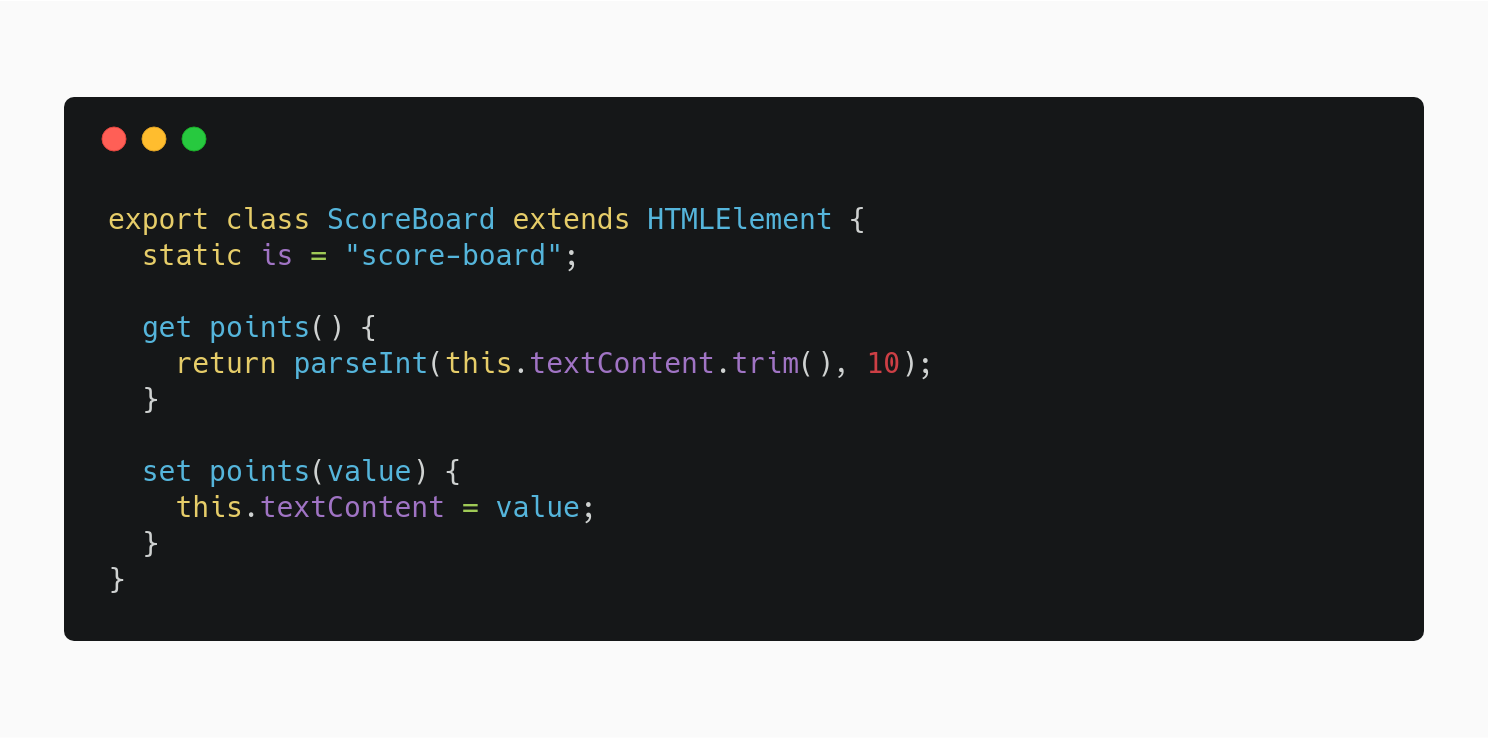 export class ScoreBoard extends HTMLElement {
  static is = "score-board";

  get points() {
    return parseInt(this.textContent.trim(), 10);
  }

  set points(value) {
    this.textContent = value;
  }
}